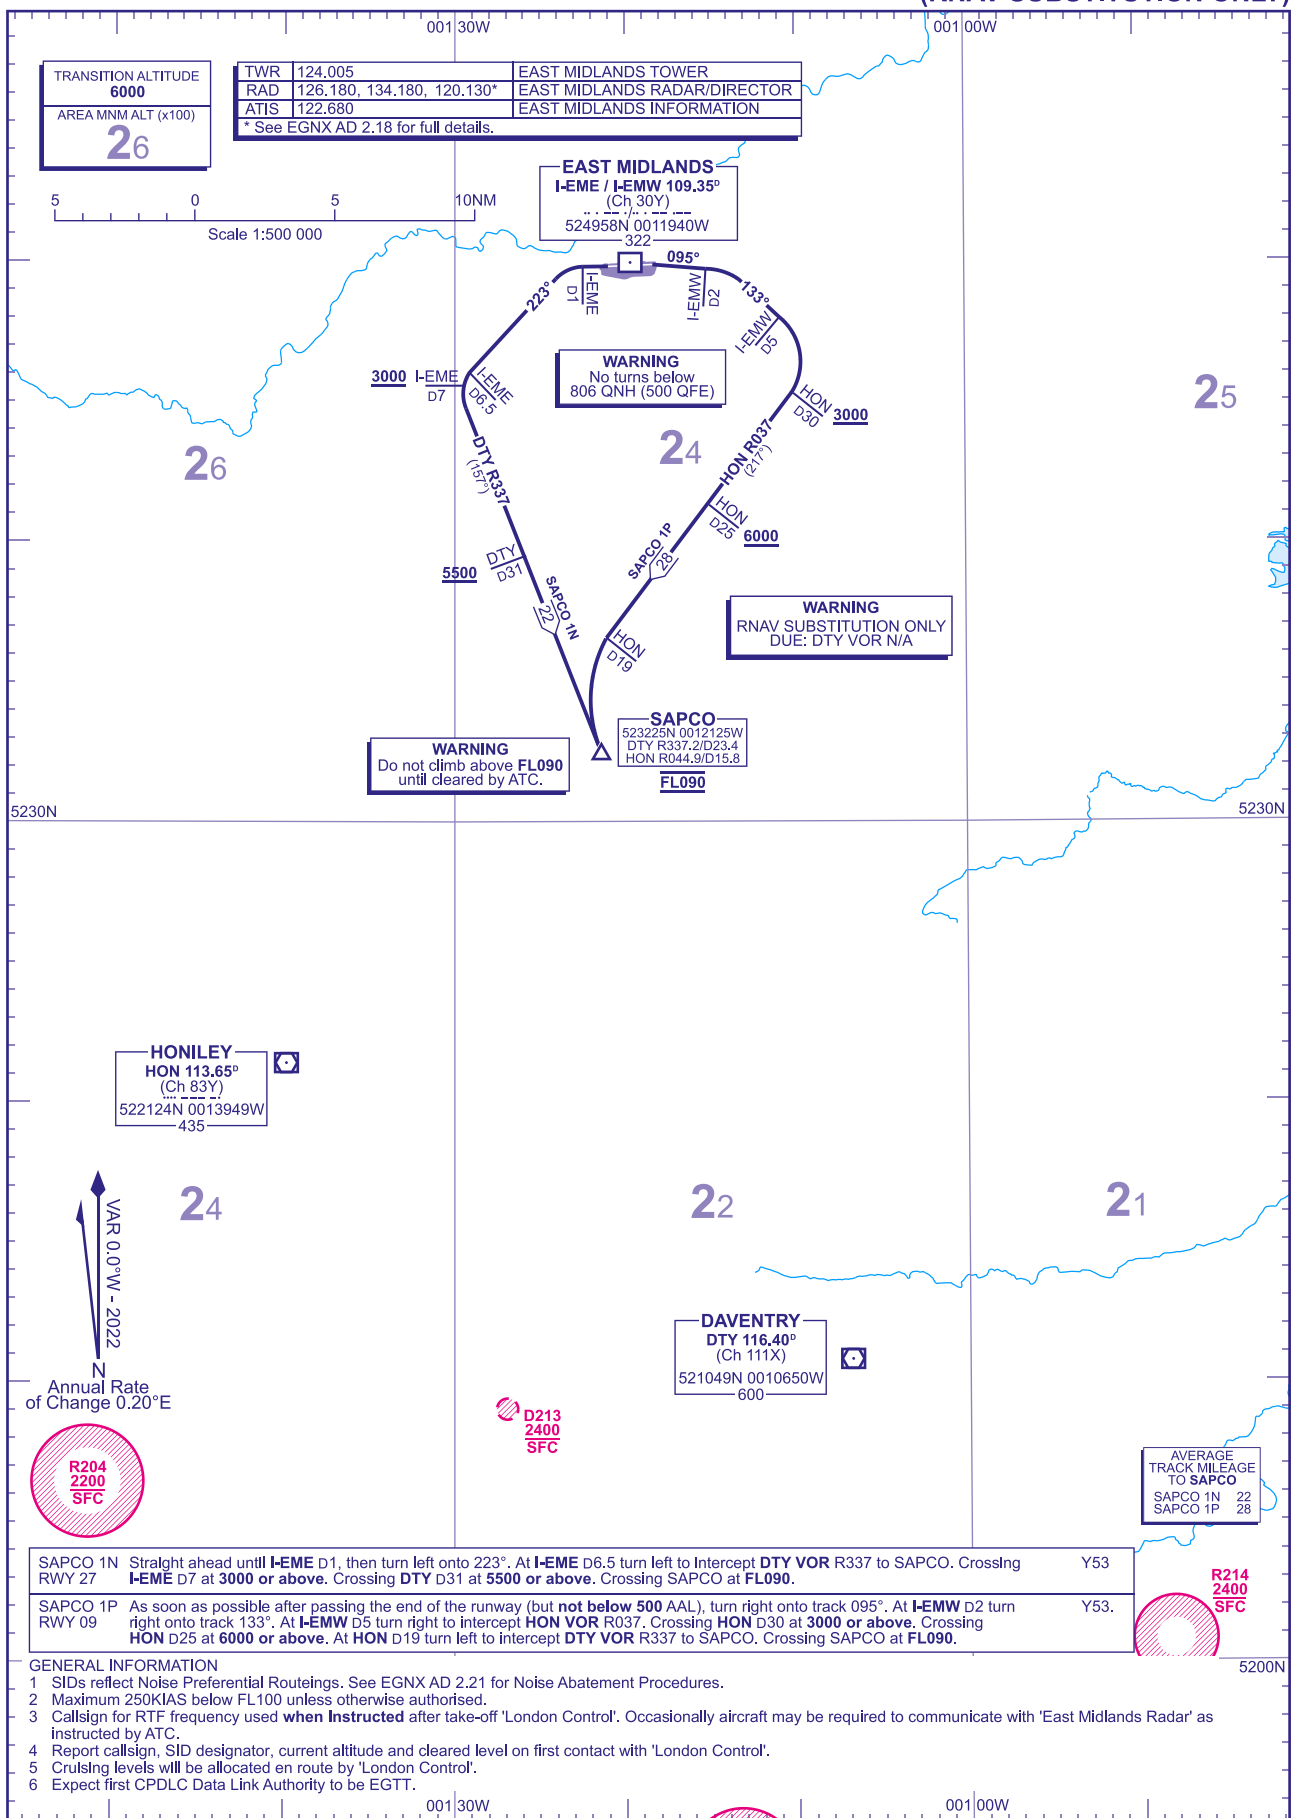 (RNAV SUBSTITUTION ONLY)
001 30W
001 00W
TRANSITION ALTITUDE
6000
AREA MNM ALT (x100)
26
TWR 124.005 EAST MIDLANDS TOWER
RAD 126.180, 134.180, 120.130* EAST MIDLANDS RADAR/DIRECTOR
ATIS 122.680 EAST MIDLANDS INFORMATION
* See EGNX AD 2.18 for full details.
5 0 5 10NM
Scale 1:500 000
EAST MIDLANDS
I-EME / I-EMW 109.35D
(Ch 30Y)
524958N 0011940W
322
095°
223°
133°
I-EME
D1
I-EMW
D2
I-EMW
D5
WARNING
No turns below
806 QNH (500 QFE)
3000 I-EME
D7
I-EME
D6.5
HON
D30
3000
25
26
24
DTY R337
(157°)
HON R037
(217°)
HON
D25
6000
DTY
D31
5500
SAPCO 1N
22
SAPCO 1P
28
HON
D19
WARNING
RNAV SUBSTITUTION ONLY
DUE: DTY VOR N/A
SAPCO
523225N 0012125W
DTY R337.2/D23.4
HON R044.9/D15.8
FL090
WARNING
Do not climb above FL090
until cleared by ATC.
5230N
5230N
HONILEY
HON 113.65D
(Ch 83Y)
522124N 0013949W
435
24
22
21
VAR 0.0°W - 2022
N
Annual Rate
of Change 0.20°E
DAVENTRY
DTY 116.40D
(Ch 111X)
521049N 0010650W
600
D213
2400
SFC
R204
2200
SFC
AVERAGE
TRACK MILEAGE
TO SAPCO
SAPCO 1N 22
SAPCO 1P 28
SAPCO 1N Straight ahead until I-EME D1, then turn left onto 223°. At I-EME D6.5 turn left to intercept DTY VOR R337 to SAPCO. Crossing Y53
RWY 27 I-EME D7 at 3000 or above. Crossing DTY D31 at 5500 or above. Crossing SAPCO at FL090.
SAPCO 1P As soon as possible after passing the end of the runway (but not below 500 AAL), turn right onto track 095°. At I-EMW D2 turn Y53.
RWY 09 right onto track 133°. At I-EMW D5 turn right to intercept HON VOR R037. Crossing HON D30 at 3000 or above. Crossing
HON D25 at 6000 or above. At HON D19 turn left to intercept DTY VOR R337 to SAPCO. Crossing SAPCO at FL090.
R214
2400
SFC
5200N
GENERAL INFORMATION
1 SIDs reflect Noise Preferential Routeings. See EGNX AD 2.21 for Noise Abatement Procedures.
2 Maximum 250KIAS below FL100 unless otherwise authorised.
3 Callsign for RTF frequency used when Instructed after take-off 'London Control'. Occasionally aircraft may be required to communicate with 'East Midlands Radar' as
instructed by ATC.
4 Report callsign, SID designator, current altitude and cleared level on first contact with 'London Control'.
5 Cruising levels will be allocated en route by 'London Control'.
6 Expect first CPDLC Data Link Authority to be EGTT.
001 30W
001 00W